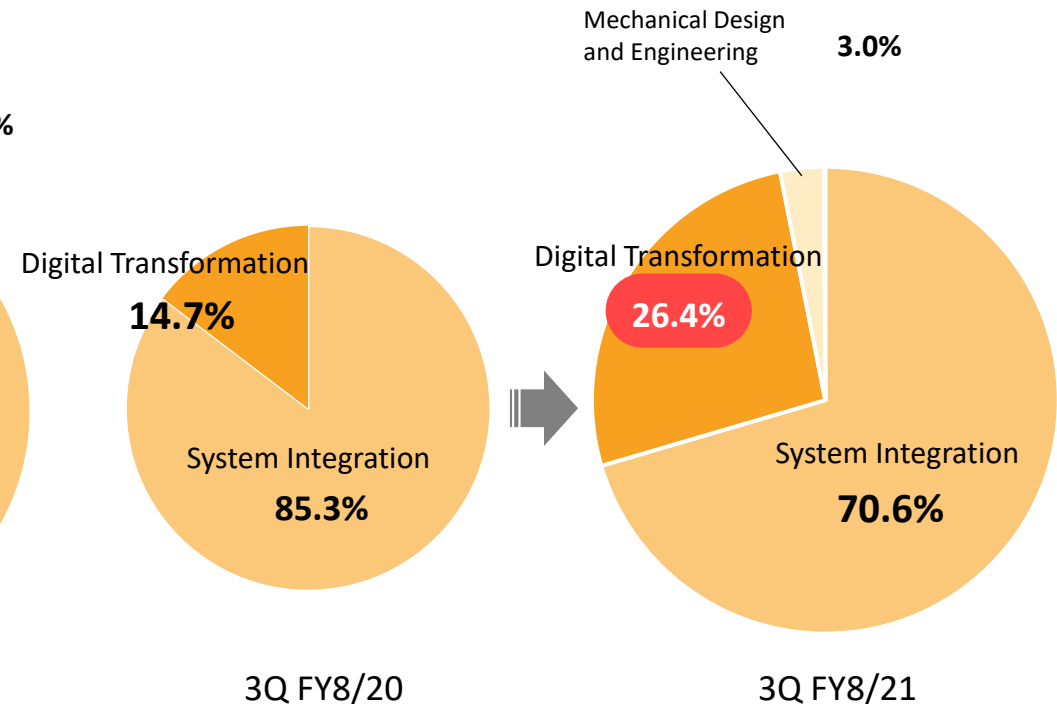 Mechanical Design
and Engineering
3.0%
%
Digital Transformation
14.7%
System Integration
85.3%
3Q FY8/20
Digital Transformation
26.4%
System Integration
70.6%
3Q FY8/21